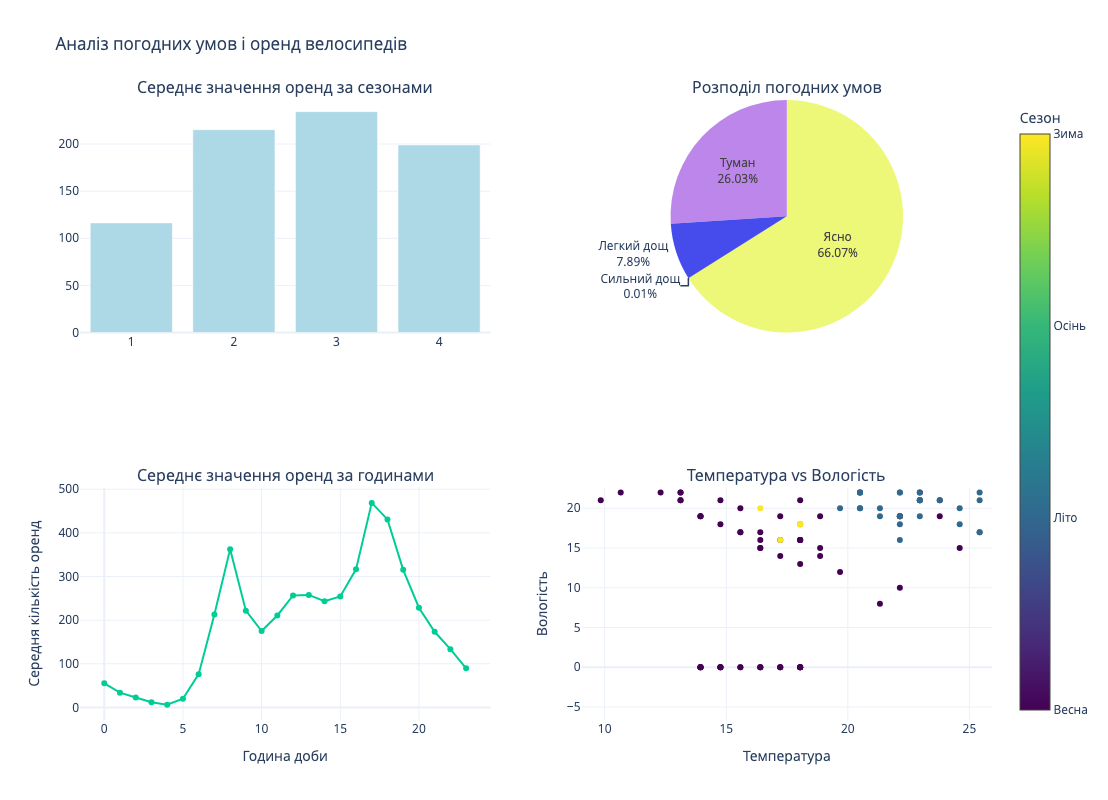 Аналіз погодних умов і оренд велосипедів
Середнє значення оренд за сезонами
200
150
100
50
0
1
2
3
4
Розподіл погодних умов
Туман
26.03%
Ясно
66.07%
Легкий дощ
7.89%
Сильний дощ
0.01%
Сезон
Зима
Осінь
Літо
Весна
Середнє значення оренд за годинами
Середня кількість оренд
500
400
300
200
100
0
0
5
10
15
20
Година доби
Температура vs Вологість
Вологість
20
15
10
5
0
−5
10
15
20
25
Температура